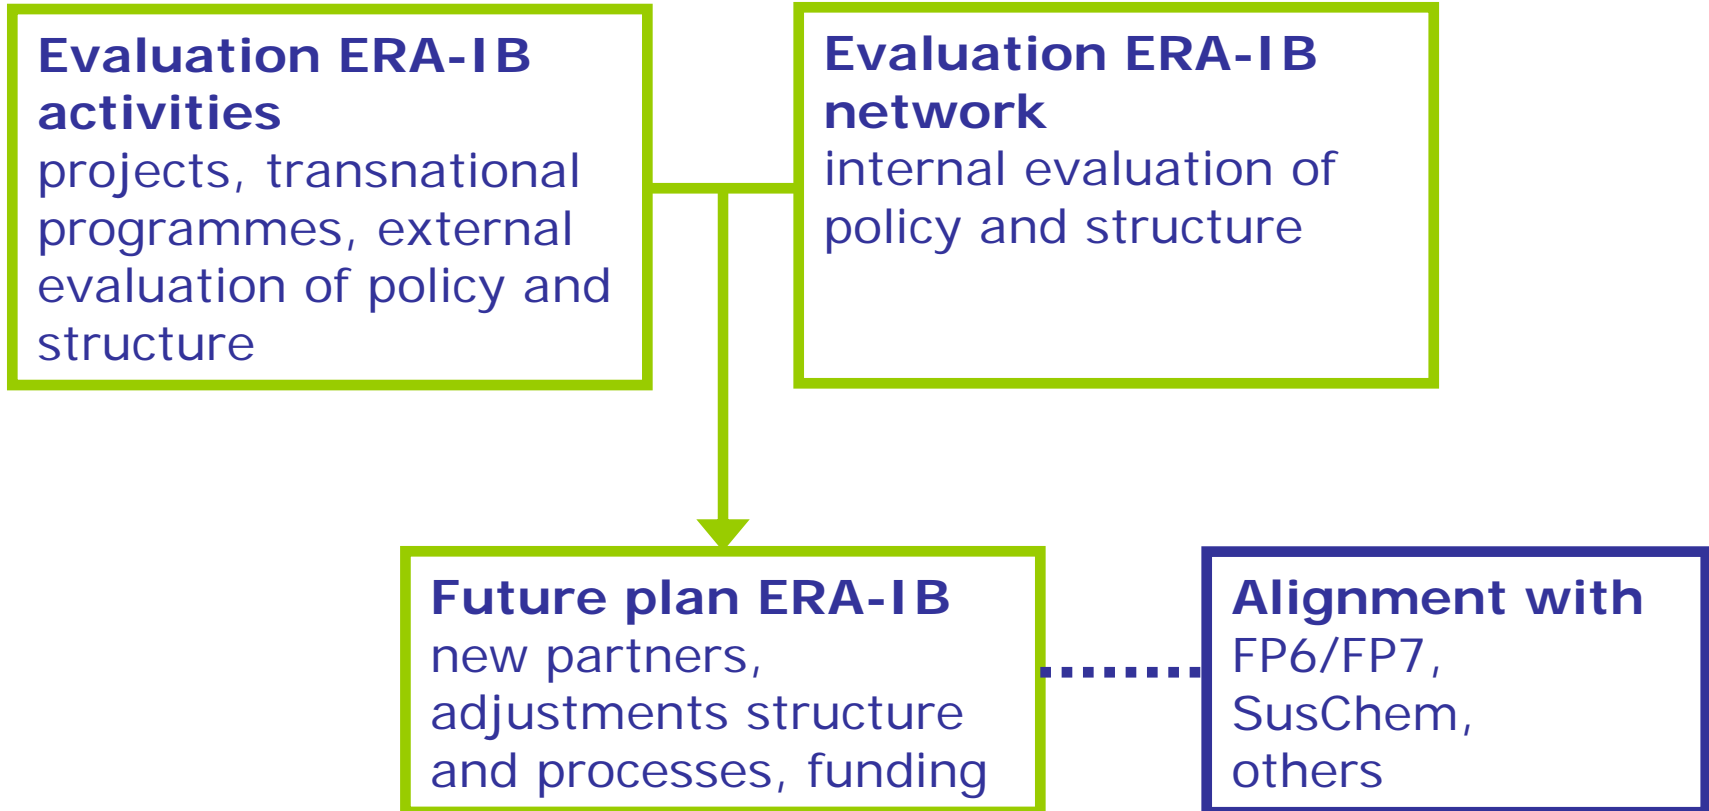 Evaluation ERA-IB
activities
projects, transnational
programmes, external
evaluation of policy and
structure
Evaluation ERA-IB
network
internal evaluation of
policy and structure
Future plan ERA-IB
new partners,
adjustments structure
and processes, funding
Alignment with
FP6/FP7,
SusChem,
others